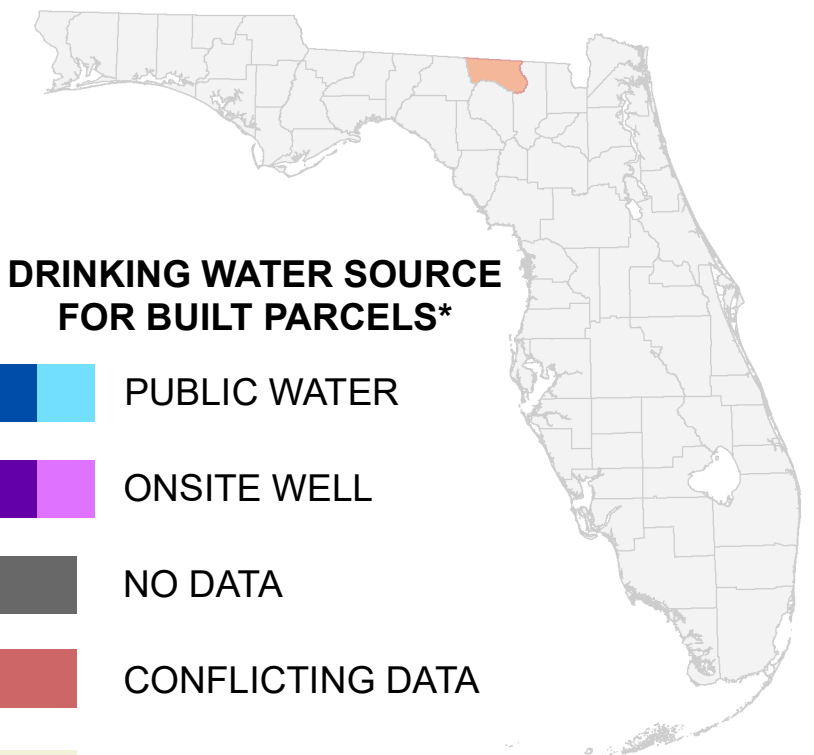 DRINKING WATER SOURCE
FOR BUILT PARCELS*
PUBLIC WATER
ONSITE WELL
NO DATA
CONFLICTING DATA